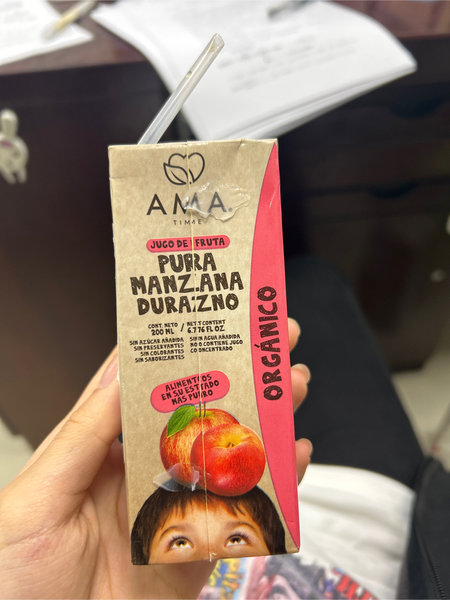 AMA
TIME
JUGO DE FRUTA
PURA
MANZANA
DURAZNO
CONT. NETO / NET CONTENT
200 ML / 6.776 FL OZ
SIN AZÚCAR AÑADIDA
SIN PRESERVANTES
SIN COLORANTES
SIN SABORIZANTES
SIN AGUA AÑADIDA
NO CONTIENE JUGO
CONCENTRADO
ALIMENTOS
EN SU ESTADO
MÁS PURO
ORGÁNICO